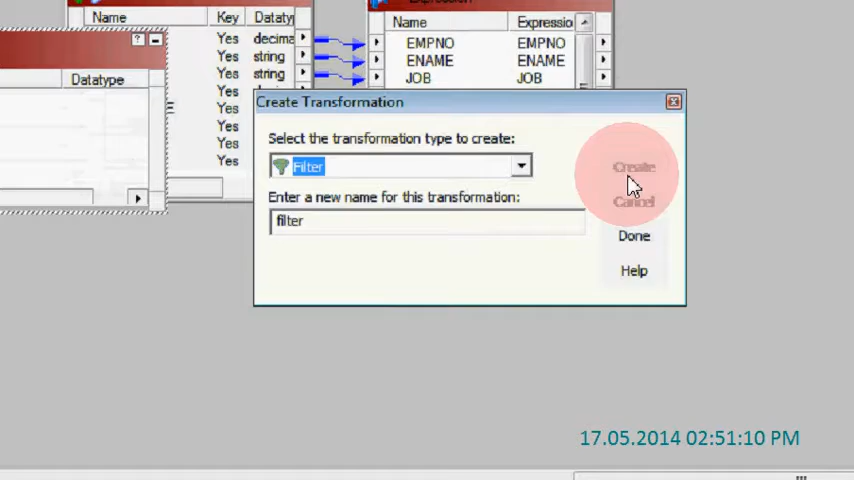 Name Key Dataty
Name Expressio
Yes decima
EMPNO EMPNO
Yes string
ENAME ENAME
Yes string
JOB JOB
Datatype
Yes
Yes
Yes
Yes
Yes
Create Transformation
Select the transformation type to create:
Filter
Create
Enter a new name for this transformation:
Cancel
filter
Done
Help
17.05.2014 02:51:10 PM